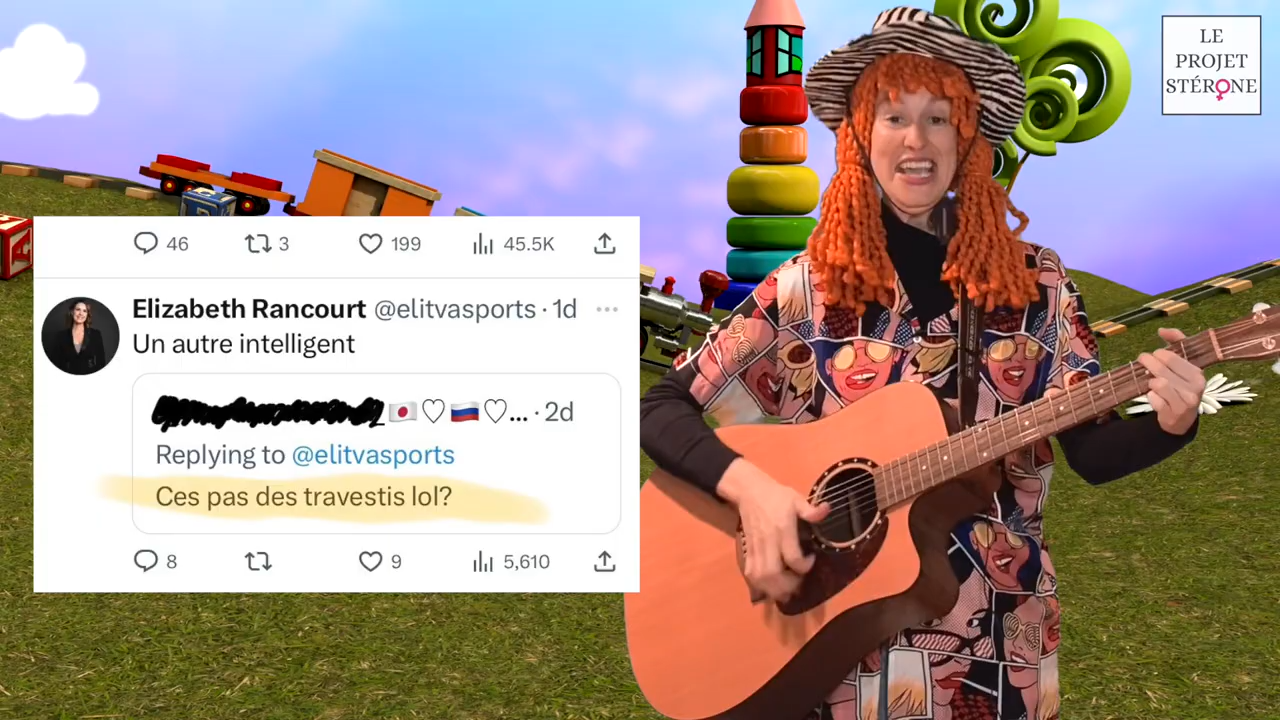 LE
PROJET
STÉRONE
46 3 199 45.5K
Elizabeth Rancourt @elitvasports · 1d
Un autre intelligent
... · 2d
Replying to @elitvasports
Ces pas des travestis lol?
8 9 5,610